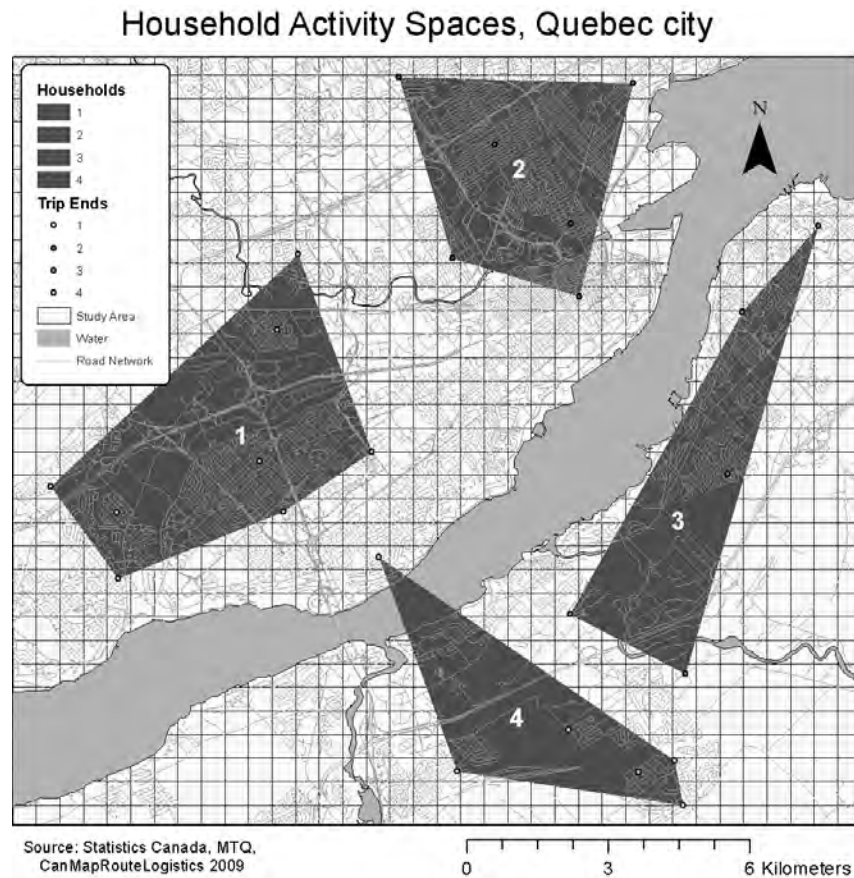 Household Activity Spaces, Quebec city
Households
1
2
3
4
Trip Ends
1
2
3
4
Study Area
Water
Road Network
N
2
1
3
4
Source: Statistics Canada, MTQ,
CanMapRouteLogistics 2009
0 3 6 Kilometers